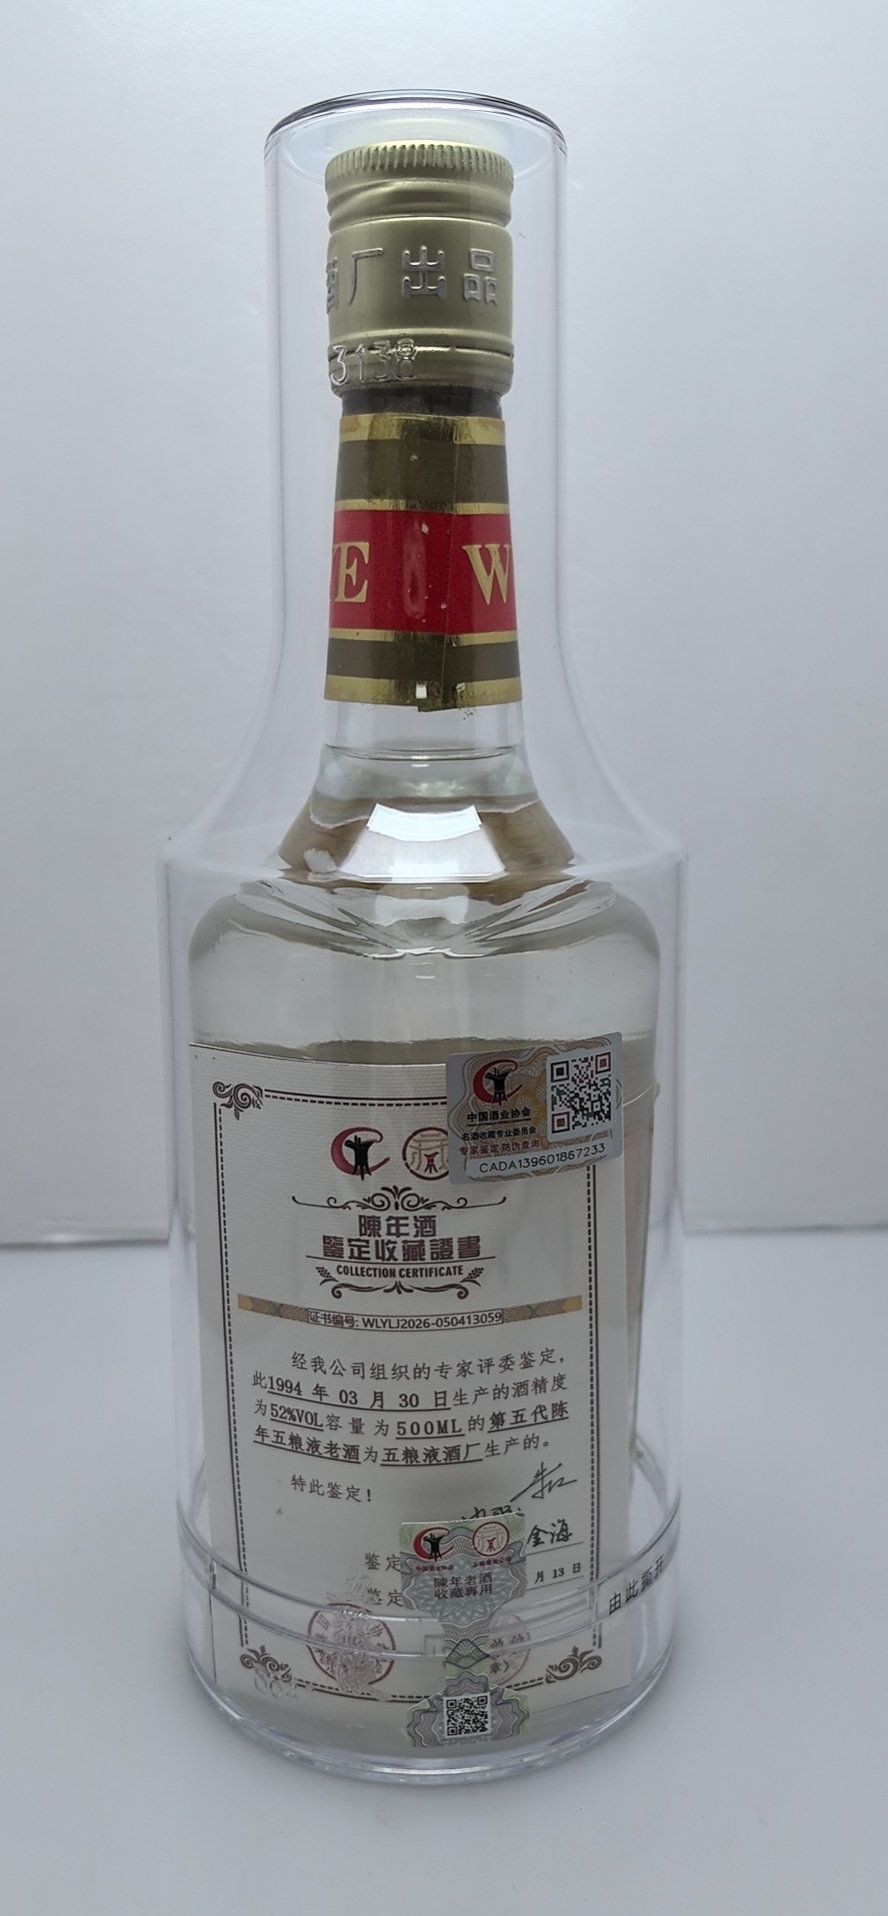 酒厂出品
3138
E W
中国酒业协会
名酒收藏专业委员会
专家鉴定防伪查询
CADA139601867233
藏
陳年酒
鑒定收藏證書
COLLECTION CERTIFICATE
证书编号: WLYLJ2026-050413059
经我公司组织的专家评委鉴定,
此1994 年 03 月 30 日生产的酒精度
为52%VOL容量为500ML的第五代陈
年五粮液老酒为五粮液酒厂生产的。
特此鉴定!
金海
鉴定
月 13 日
陳年老酒
收藏專用
鉴定
由此撕开
章)